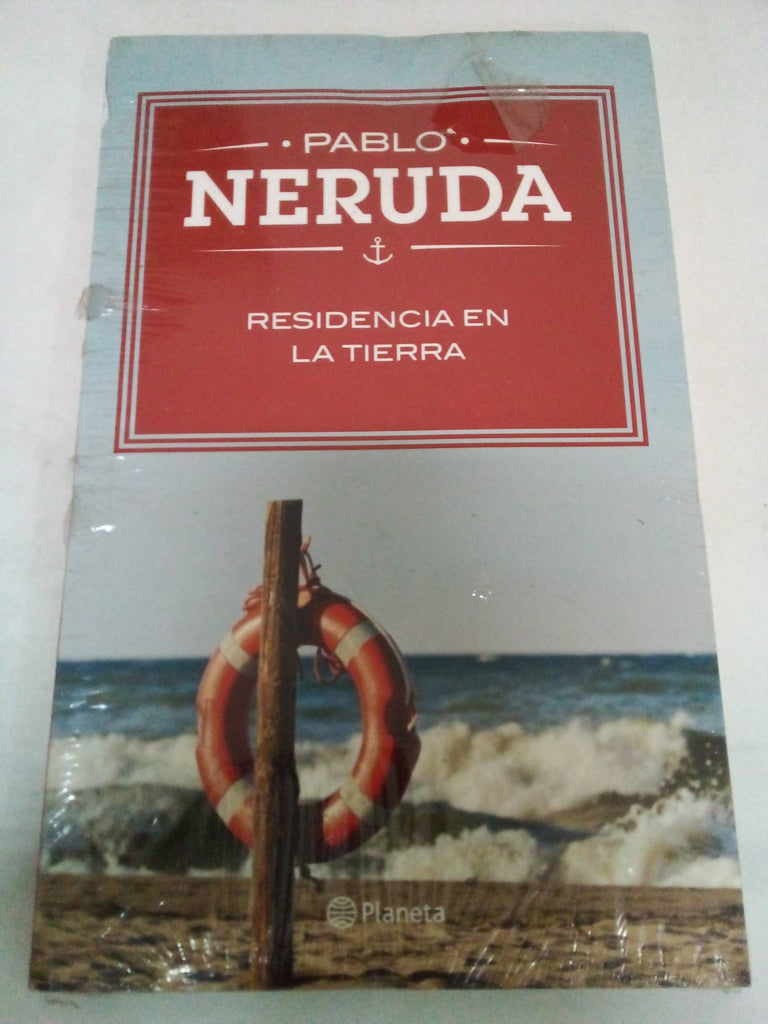 PABLO
NERUDA
RESIDENCIA EN
LA TIERRA
Planeta